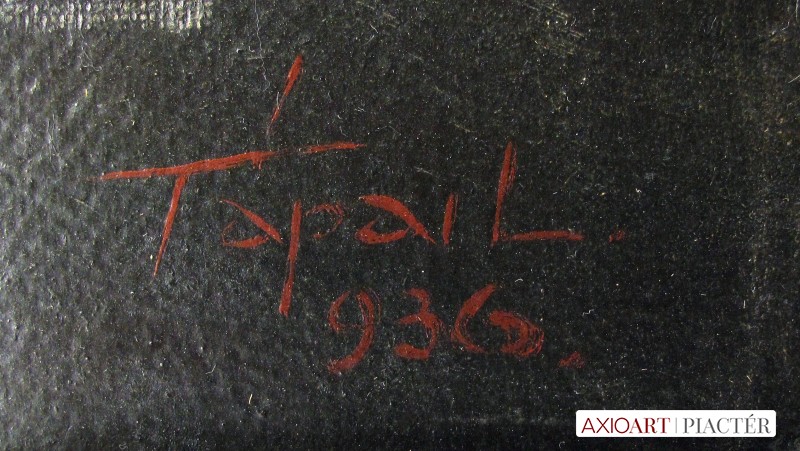 Tápai L.
936.
AXIOART | PIACTÉR